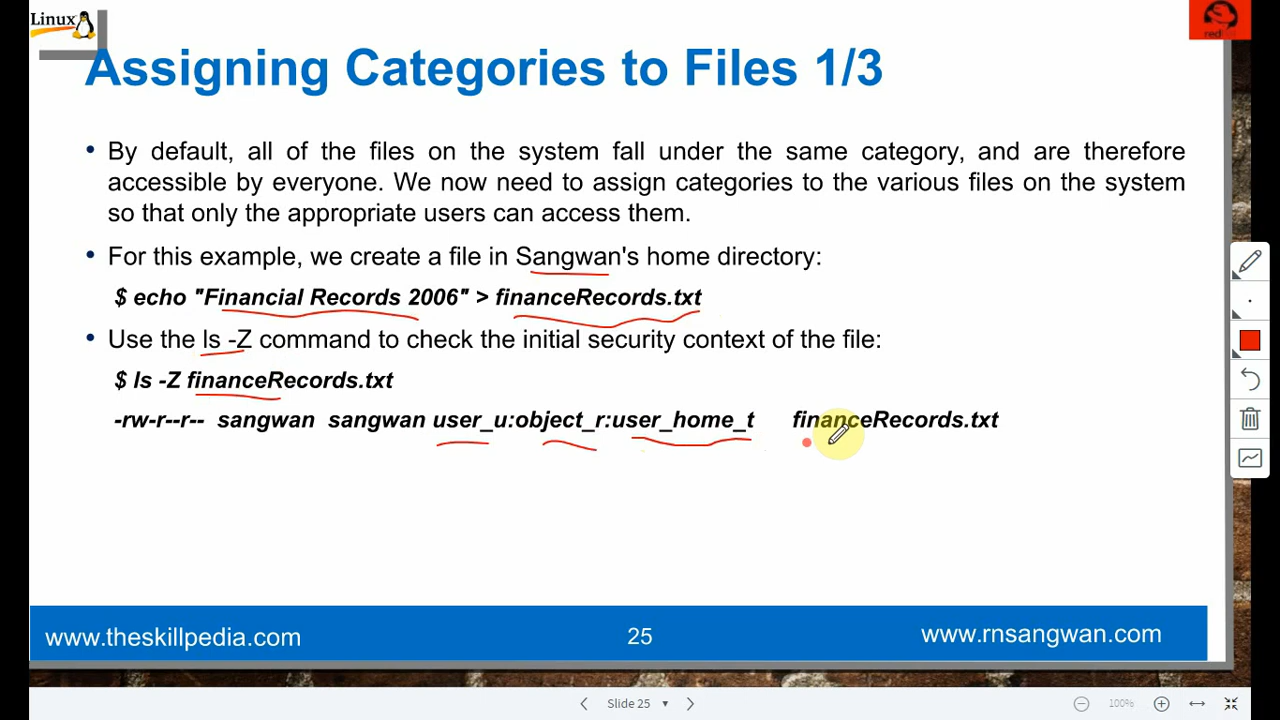 Linux
red
Assigning Categories to Files 1/3
• By default, all of the files on the system fall under the same category, and are therefore
accessible by everyone. We now need to assign categories to the various files on the system
so that only the appropriate users can access them.
• For this example, we create a file in Sangwan's home directory:
$ echo "Financial Records 2006" > financeRecords.txt
• Use the ls -Z command to check the initial security context of the file:
$ ls -Z financeRecords.txt
-rw-r--r-- sangwan sangwan user_u:object_r:user_home_t financeRecords.txt
www.theskillpedia.com 25 www.rnsangwan.com
Slide 25 100%